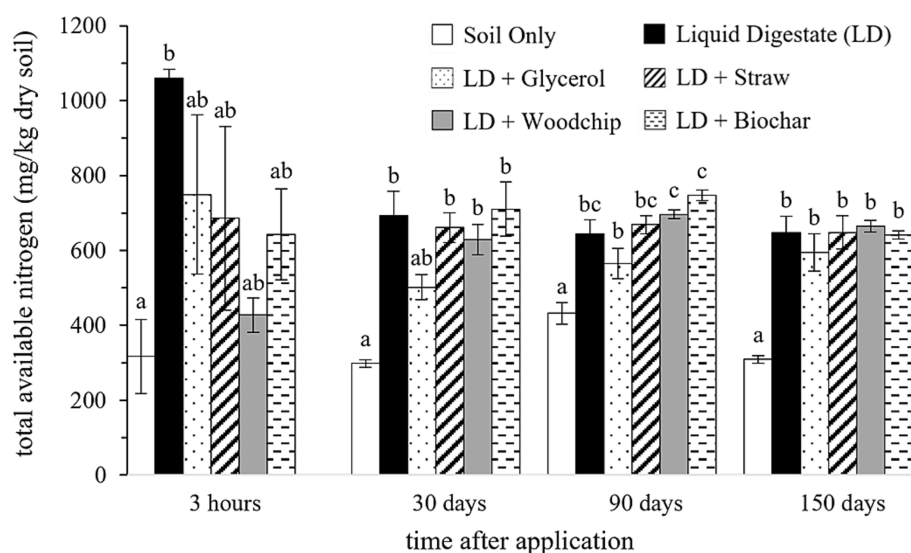 total available nitrogen (mg/kg dry soil)
1200
1000
800
600
400
200
0
Soil Only
Liquid Digestate (LD)
LD + Glycerol
LD + Straw
LD + Woodchip
LD + Biochar
a b ab ab ab ab
a b ab b b b
a bc b bc c c
a b b b b b
3 hours 30 days 90 days 150 days
time after application